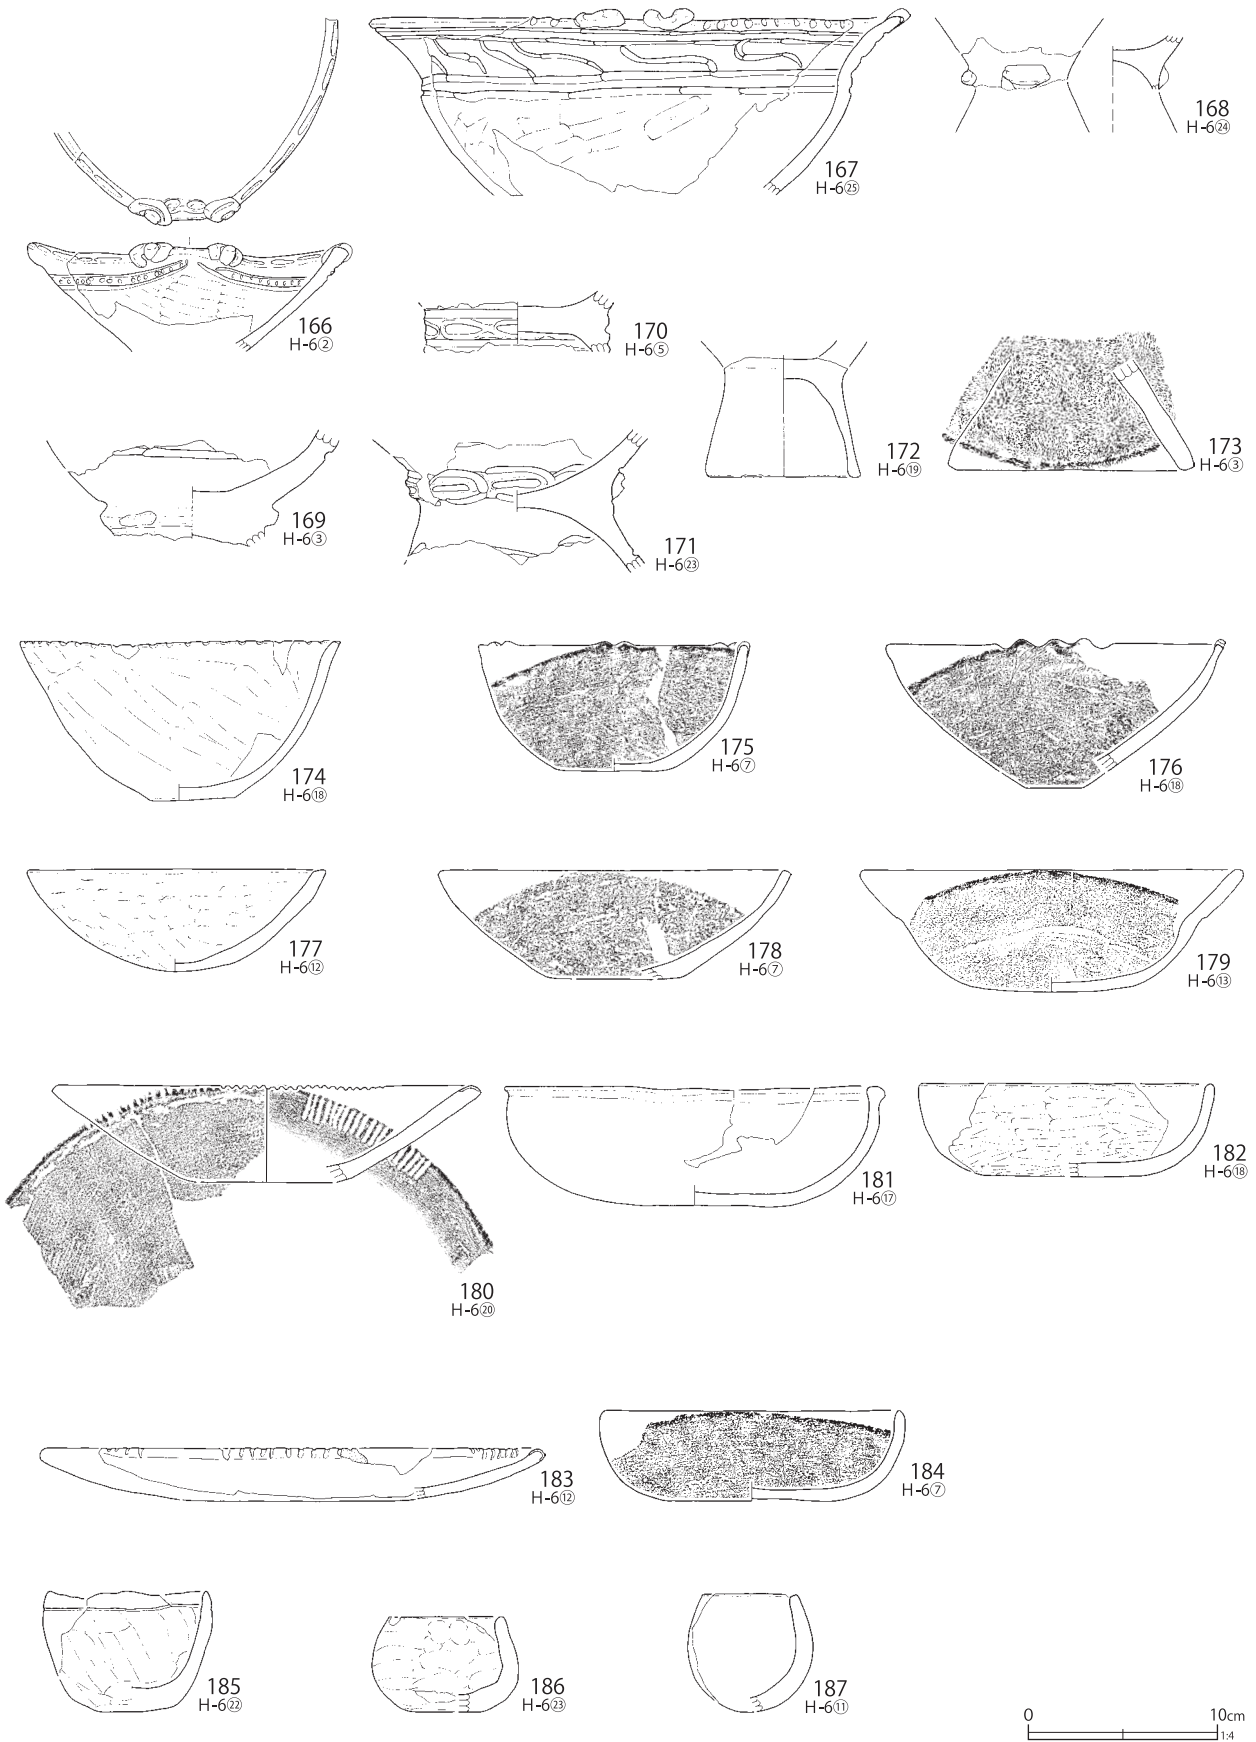 167
H-6㉕
168
H-6㉔
166
H-6②
170
H-6⑤
172
H-6⑲
173
H-6③
169
H-6③
171
H-6㉓
174
H-6⑱
175
H-6⑦
176
H-6⑱
177
H-6⑫
178
H-6⑦
179
H-6⑬
180
H-6⑳
181
H-6⑰
182
H-6⑱
183
H-6⑫
184
H-6⑦
185
H-6㉒
186
H-6㉓
187
H-6⑪
0 10cm
1:4